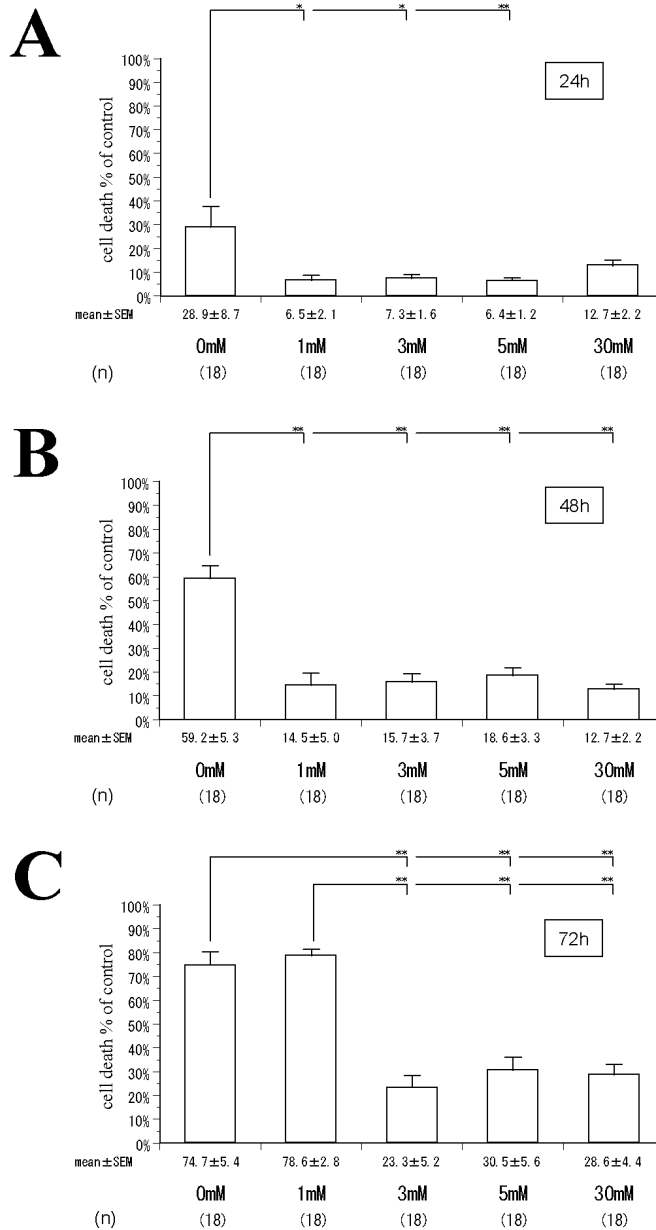 A
* * **
24h
cell death % of control
100%
90%
80%
70%
60%
50%
40%
30%
20%
10%
0%
mean±SEM 28.9±8.7 6.5±2.1 7.3±1.6 6.4±1.2 12.7±2.2
0mM 1mM 3mM 5mM 30mM
(n) (18) (18) (18) (18) (18)
B
** ** ** **
48h
cell death % of control
100%
90%
80%
70%
60%
50%
40%
30%
20%
10%
0%
mean±SEM 59.2±5.3 14.5±5.0 15.7±3.7 18.6±3.3 12.7±2.2
0mM 1mM 3mM 5mM 30mM
(n) (18) (18) (18) (18) (18)
C
** ** **
** ** **
72h
cell death % of control
100%
90%
80%
70%
60%
50%
40%
30%
20%
10%
0%
mean±SEM 74.7±5.4 78.6±2.8 23.3±5.2 30.5±5.6 28.6±4.4
0mM 1mM 3mM 5mM 30mM
(n) (18) (18) (18) (18) (18)